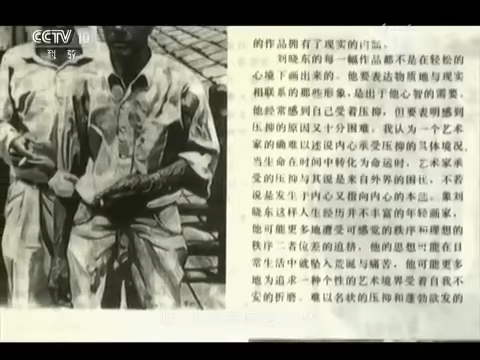 CCTV 10
科教
的作品拥有了现实的内涵。
刘晓东的每一幅作品都不是在轻松的
心境下画出来的。他要表达物质地与现实
相联系的那些形象,是出于他心智的需要。
他经常感到自己受着压抑,但要表明感到
压抑的原因又十分困难。我认为一个艺术
家的确难以述说内心承受压抑的具体境况。
当生命在时间中转化为命运时,艺术家承
受的压抑与其说是来自外界的困扰,不若
说是发生于内心又指向内心的本
象刘
晓东这样人生经历并不丰富的年轻画家,
他可能更多地遭受可感觉的秩序和理想的
秩序二者位差的追挤,他的思想可能在日
常生活中就坠入荒诞与痛苦,他可能更多
地为追求一种个性的艺术境界受着自我不
安的折磨。难以名状的压抑和蓬勃欲发的